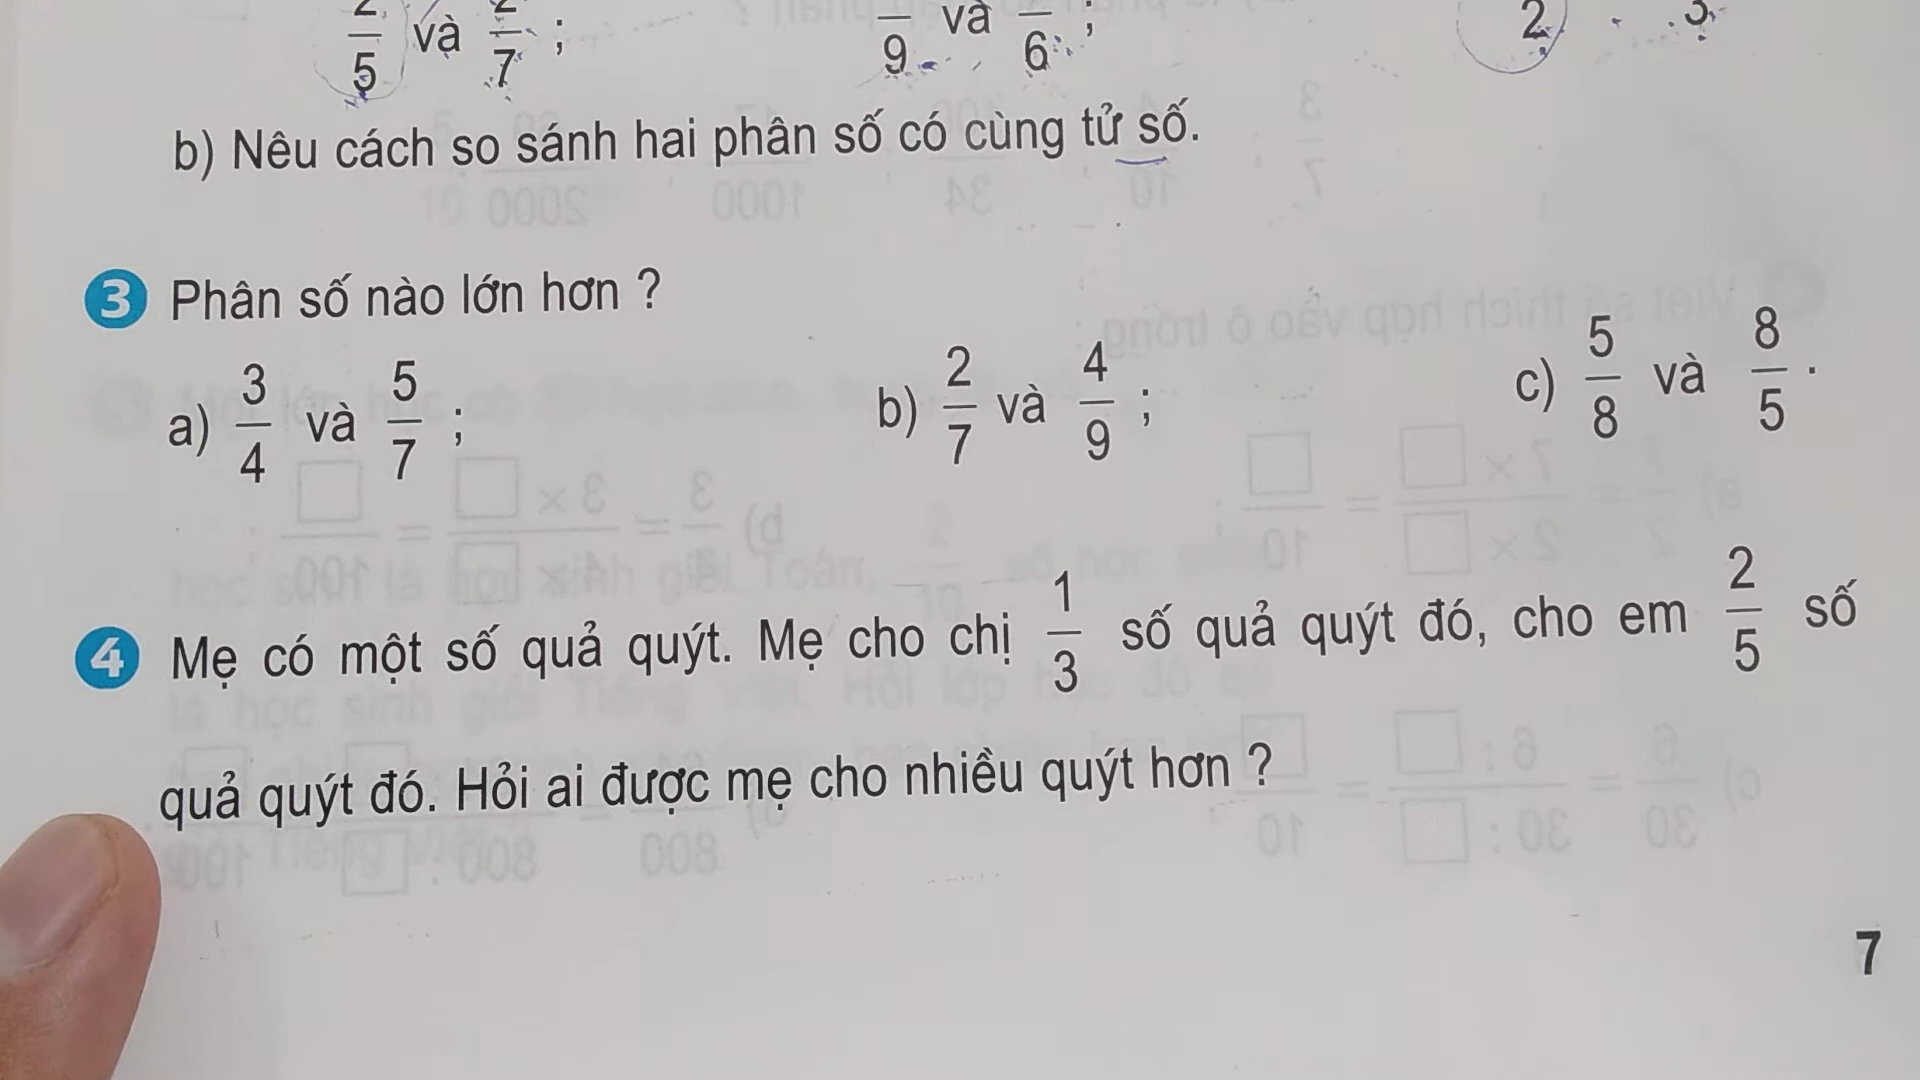 2/5 và 2/7 ; 9 và 6 ; 2 3
b) Nêu cách so sánh hai phân số có cùng tử số.
3 Phân số nào lớn hơn ?
a) 3/4 và 5/7 ; b) 2/7 và 4/9 ; c) 5/8 và 8/5 .
4 Mẹ có một số quả quýt. Mẹ cho chị 1/3 số quả quýt đó, cho em 2/5 số
quả quýt đó. Hỏi ai được mẹ cho nhiều quýt hơn ?
7